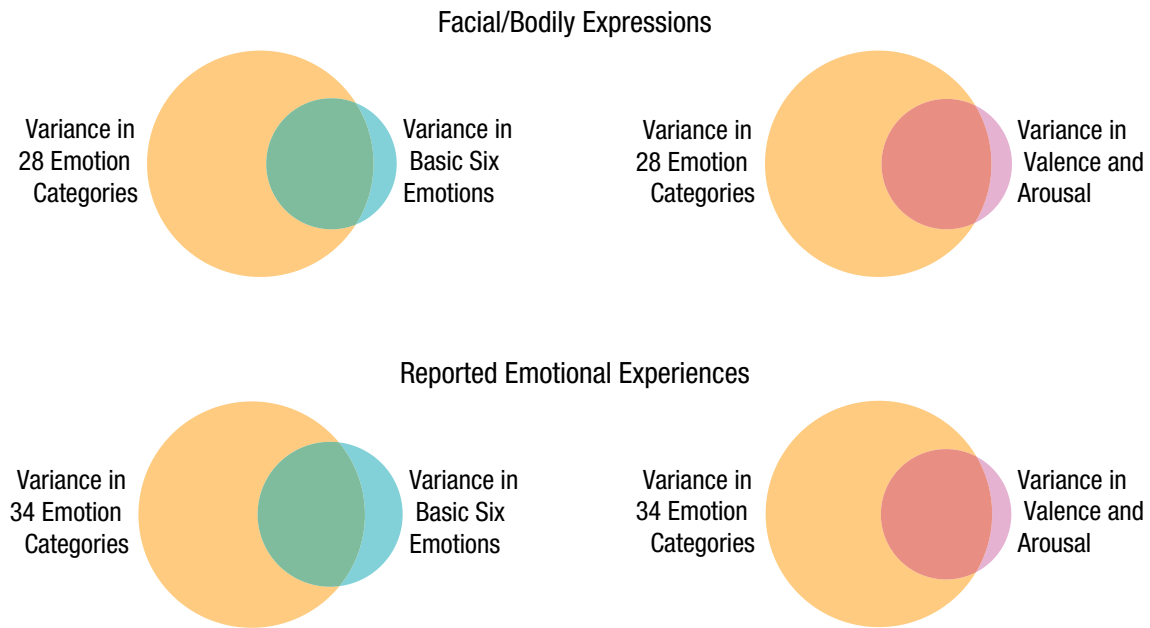 Facial/Bodily Expressions
Variance in
28 Emotion
Categories
Variance in
Basic Six
Emotions
Variance in
28 Emotion
Categories
Variance in
Valence and
Arousal
Reported Emotional Experiences
Variance in
34 Emotion
Categories
Variance in
Basic Six
Emotions
Variance in
34 Emotion
Categories
Variance in
Valence and
Arousal